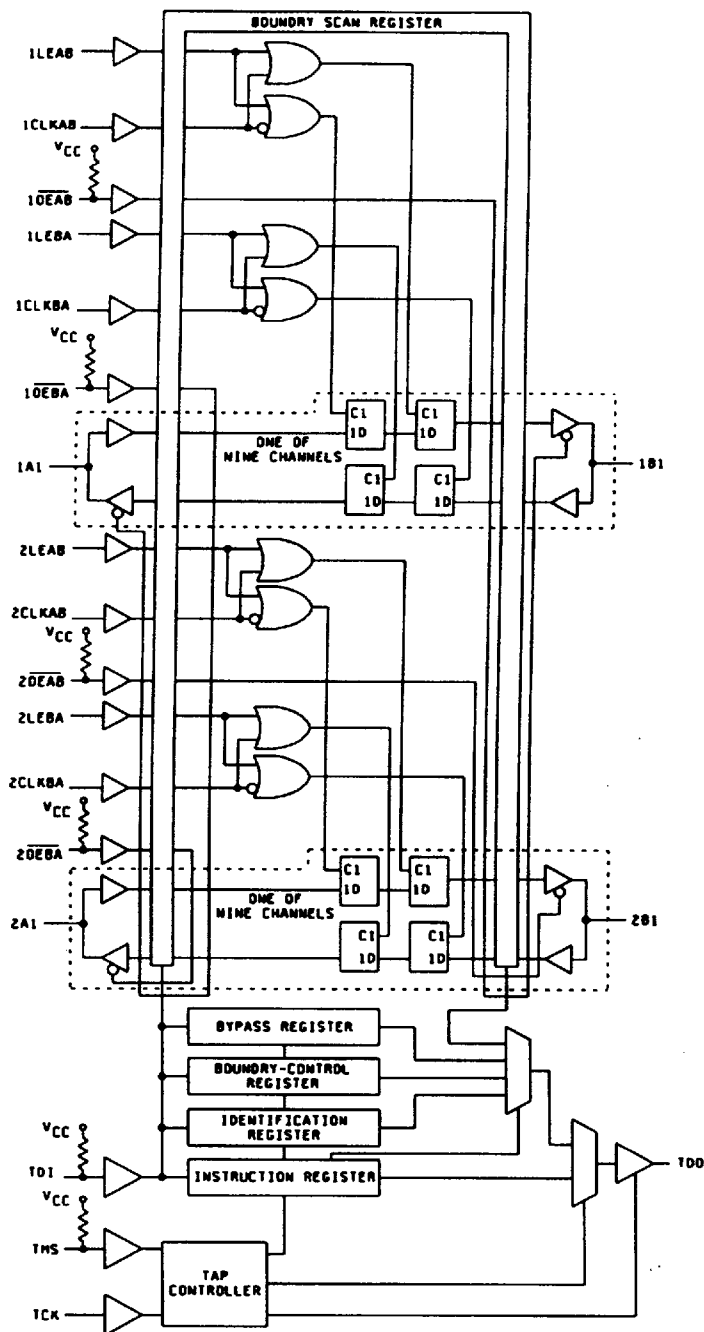 BOUNDRY SCAN REGISTER
1LEAB
1CLKAB
VCC
1OEAB
1LEBA
1CLKBA
VCC
1OEBA
C1
C1
1D
1D
ONE OF
NINE CHANNELS
1A1
1B1
C1
C1
1D
1D
2LEAB
2CLKAB
VCC
2OEAB
2LEBA
2CLKBA
VCC
2OEBA
C1
C1
1D
1D
ONE OF
NINE CHANNELS
2A1
2B1
C1
C1
1D
1D
BYPASS REGISTER
BOUNDRY-CONTROL
REGISTER
IDENTIFICATION
REGISTER
VCC
TDI
INSTRUCTION REGISTER
TDO
VCC
TMS
TAP
CONTROLLER
TCK